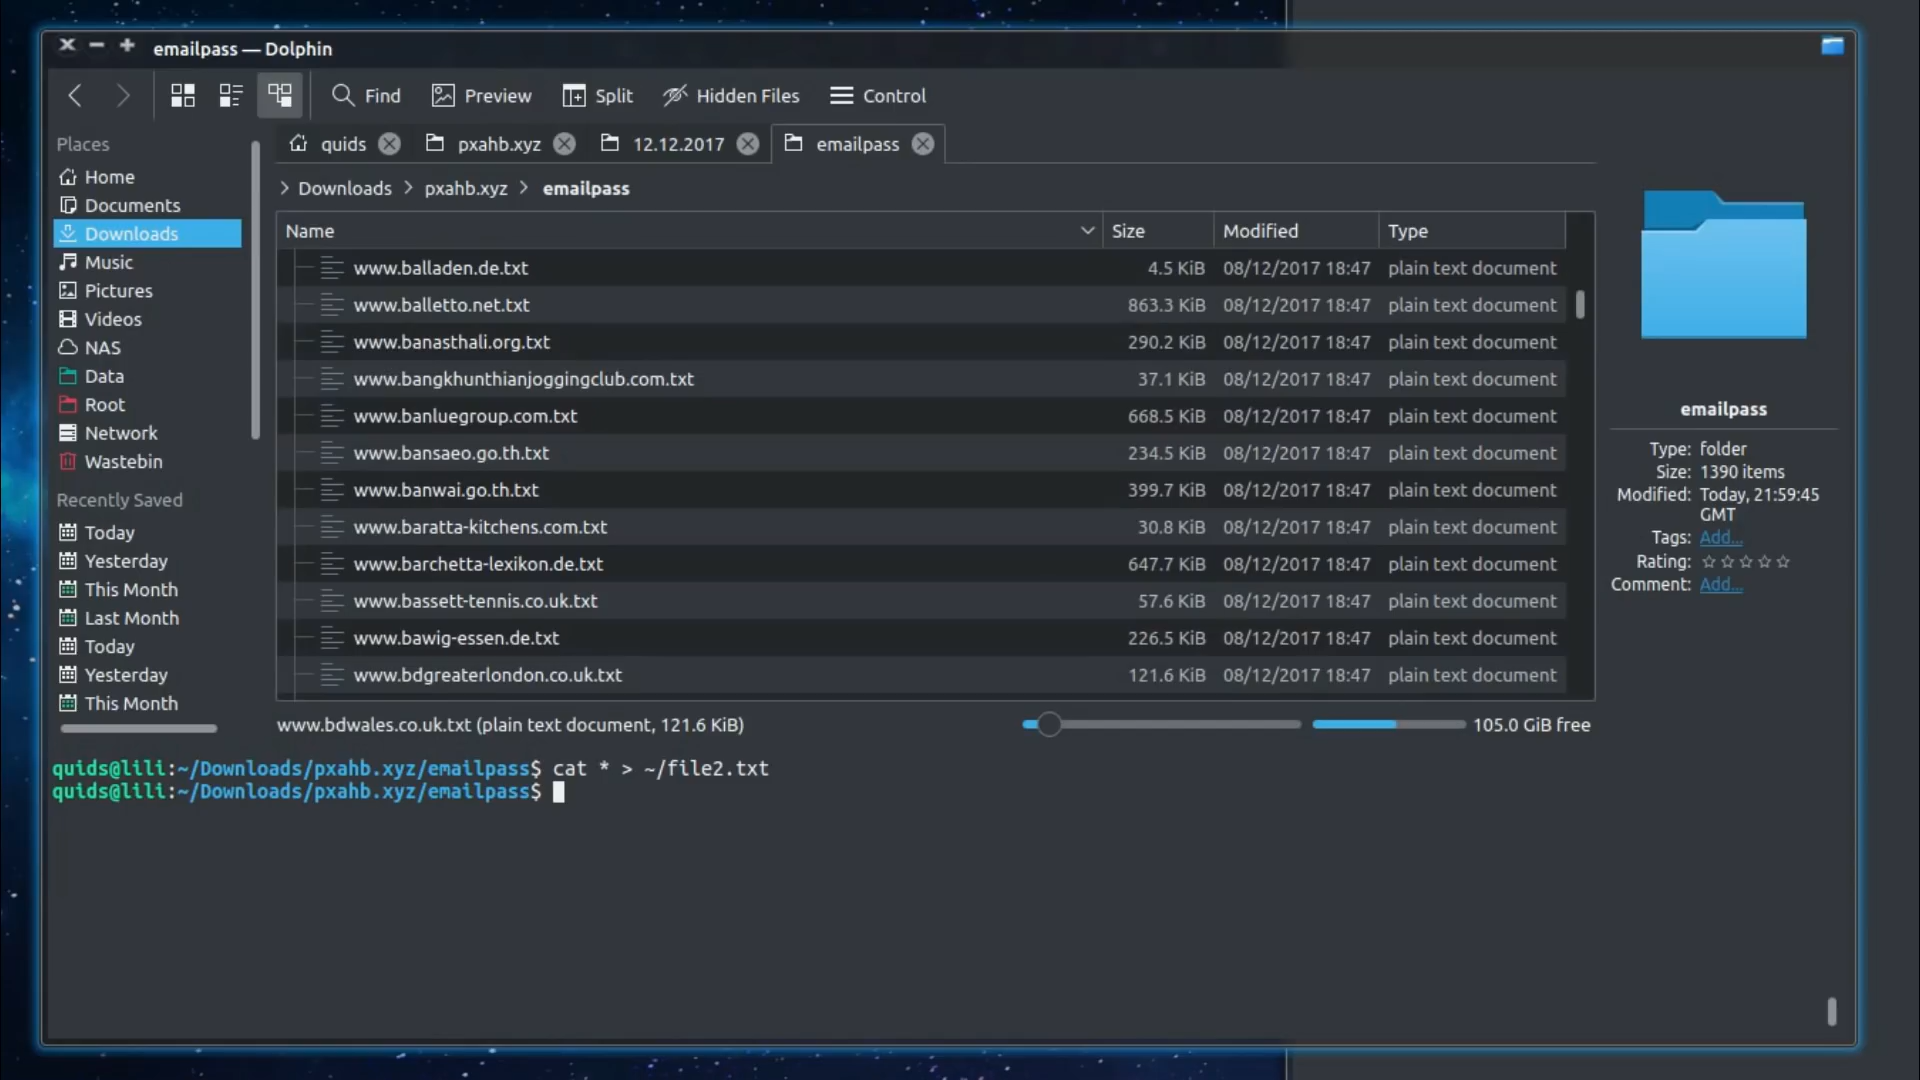 emailpass — Dolphin
Find Preview Split Hidden Files Control
Places
Home
Documents
Downloads
Music
Pictures
Videos
NAS
Data
Root
Network
Wastebin
Recently Saved
Today
Yesterday
This Month
Last Month
Today
Yesterday
This Month
quids pxahb.xyz 12.12.2017 emailpass
> Downloads > pxahb.xyz > emailpass
Name Size Modified Type
www.balladen.de.txt 4.5 KiB 08/12/2017 18:47 plain text document
www.balletto.net.txt 863.3 KiB 08/12/2017 18:47 plain text document
www.banasthali.org.txt 290.2 KiB 08/12/2017 18:47 plain text document
www.bangkhunthianjoggingclub.com.txt 37.1 KiB 08/12/2017 18:47 plain text document
www.banluegroup.com.txt 668.5 KiB 08/12/2017 18:47 plain text document
www.bansaeo.go.th.txt 234.5 KiB 08/12/2017 18:47 plain text document
www.banwai.go.th.txt 399.7 KiB 08/12/2017 18:47 plain text document
www.baratta-kitchens.com.txt 30.8 KiB 08/12/2017 18:47 plain text document
www.barchetta-lexikon.de.txt 647.7 KiB 08/12/2017 18:47 plain text document
www.bassett-tennis.co.uk.txt 57.6 KiB 08/12/2017 18:47 plain text document
www.bawig-essen.de.txt 226.5 KiB 08/12/2017 18:47 plain text document
www.bdgreaterlondon.co.uk.txt 121.6 KiB 08/12/2017 18:47 plain text document
www.bdwales.co.uk.txt (plain text document, 121.6 KiB) 105.0 GiB free
emailpass
Type: folder
Size: 1390 items
Modified: Today, 21:59:45
GMT
Tags: Add...
Rating: ☆☆☆☆☆
Comment: Add...
quids@lili:~/Downloads/pxahb.xyz/emailpass$ cat * > ~/file2.txt
quids@lili:~/Downloads/pxahb.xyz/emailpass$